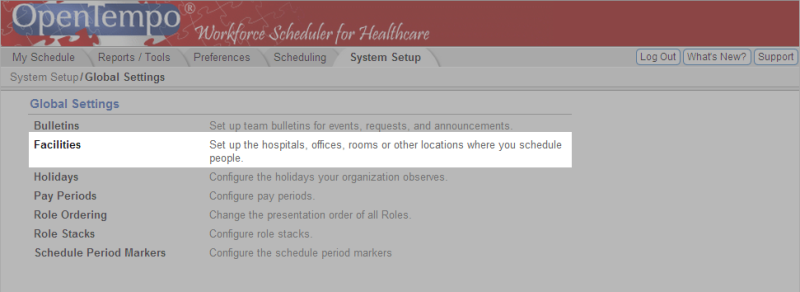 OpenTempo Workforce Scheduler for Healthcare
My Schedule Reports / Tools Preferences Scheduling System Setup Log Out What's New? Support
System Setup/Global Settings
Global Settings
Bulletins Set up team bulletins for events, requests, and announcements.
Facilities Set up the hospitals, offices, rooms or other locations where you schedule
people.
Holidays Configure the holidays your organization observes.
Pay Periods Configure pay periods.
Role Ordering Change the presentation order of all Roles.
Role Stacks Configure role stacks.
Schedule Period Markers Configure the schedule period markers